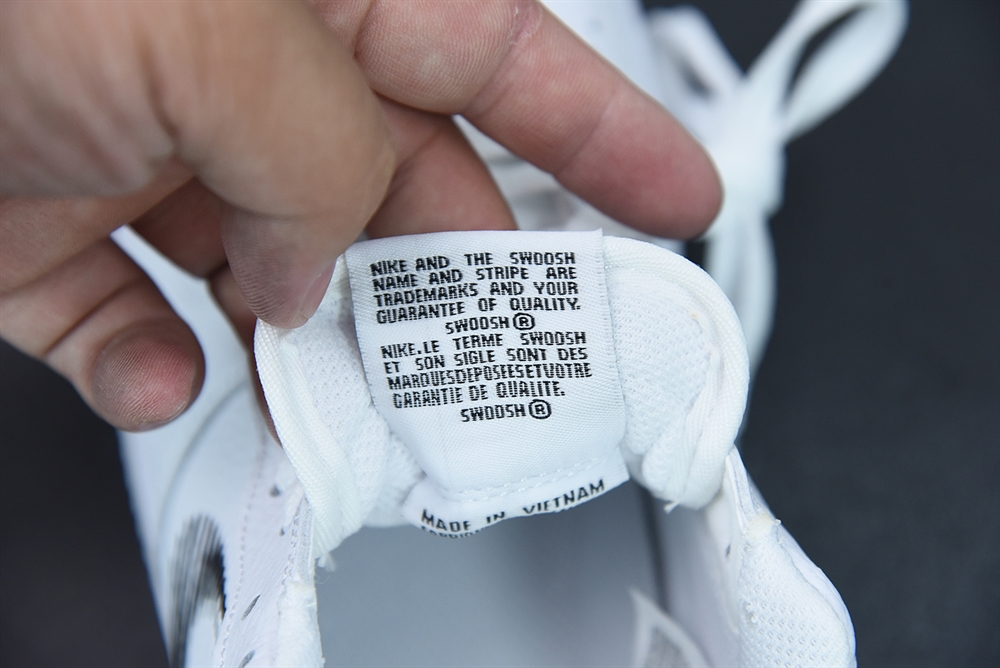 NIKE AND THE SWOOSH
NAME AND STRIPE ARE
TRADEMARKS AND YOUR
GUARANTEE OF QUALITY.
SWOOSH®
NIKE.LE TERME SWOOSH
ET SON SIGLE SONT DES
MARQUESDEPOSEESETVOTRE
GARANTIE DE QUALITE.
SWOOSH®
MADE IN VIETNAM